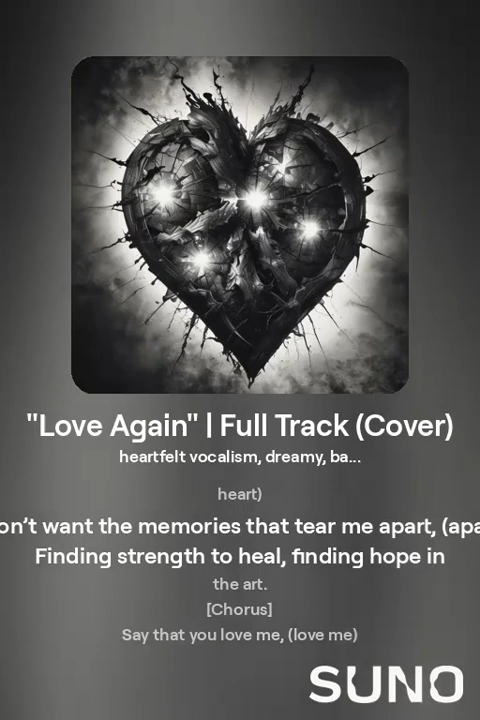 "Love Again" | Full Track (Cover)
heartfelt vocalism, dreamy, ba...
heart)
on’t want the memories that tear me apart, (apa
Finding strength to heal, finding hope in
the art.
[Chorus]
Say that you love me, (love me)
SUNO